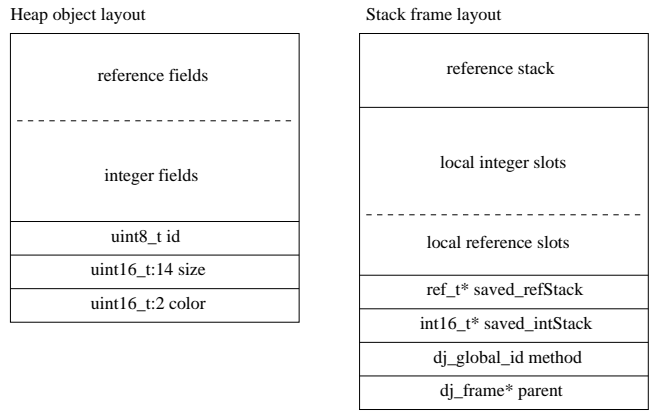 Heap object layout
reference fields
integer fields
uint8_t id
uint16_t:14 size
uint16_t:2 color
Stack frame layout
reference stack
local integer slots
local reference slots
ref_t* saved_refStack
int16_t* saved_intStack
dj_global_id method
dj_frame* parent